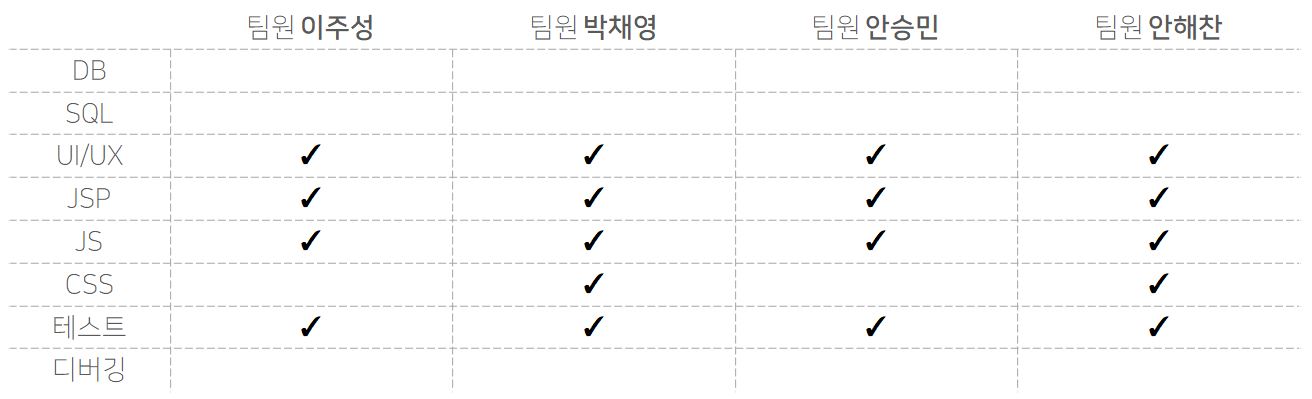 팀원 이주성 팀원 박채영 팀원 안승민 팀원 안해찬
DB
SQL
UI/UX ✓ ✓ ✓ ✓
JSP ✓ ✓ ✓ ✓
JS ✓ ✓ ✓ ✓
CSS ✓ ✓
테스트 ✓ ✓ ✓ ✓
디버깅